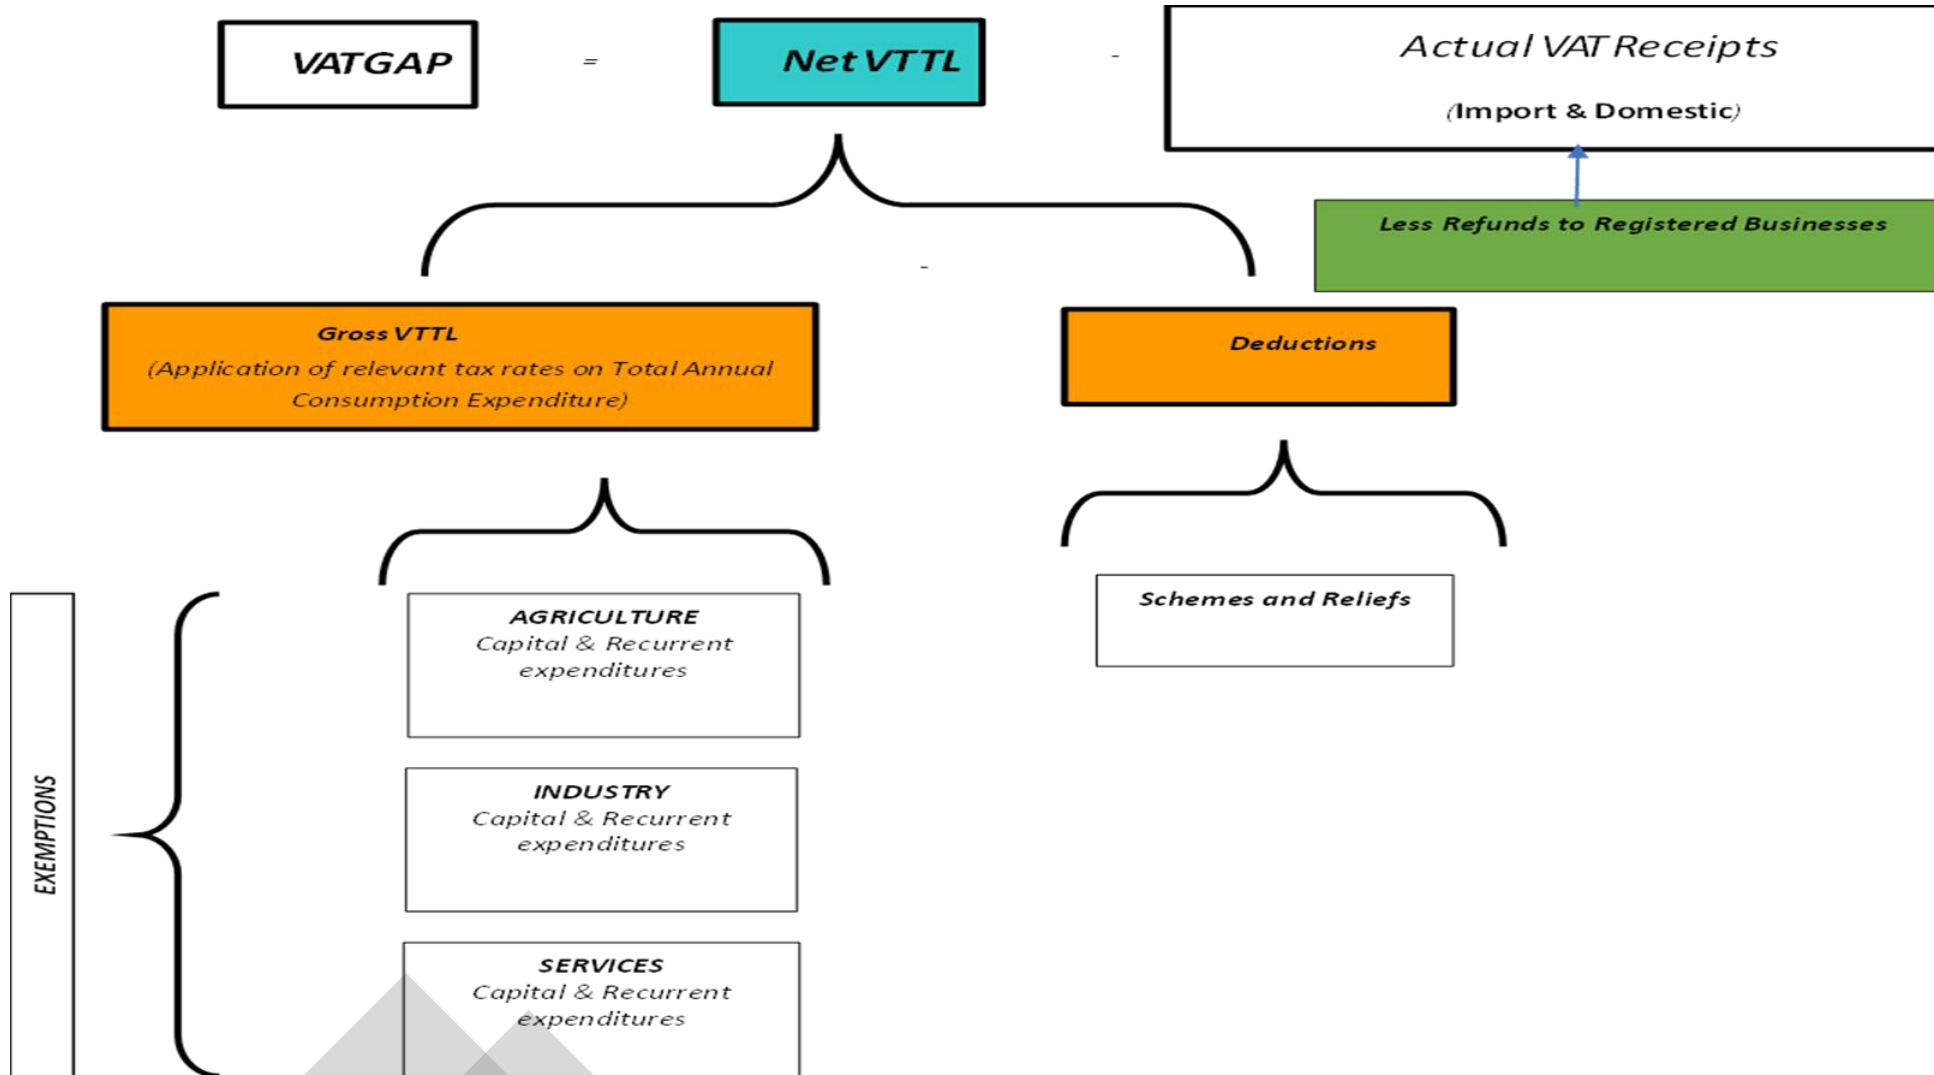 VATGAP
=
Net VTTL
-
Actual VAT Receipts
(Import & Domestic)
Less Refunds to Registered Businesses
-
Gross VTTL
(Application of relevant tax rates on Total Annual
Consumption Expenditure)
Deductions
AGRICULTURE
Capital & Recurrent
expenditures
Schemes and Reliefs
INDUSTRY
Capital & Recurrent
expenditures
EXEMPTIONS
SERVICES
Capital & Recurrent
expenditures